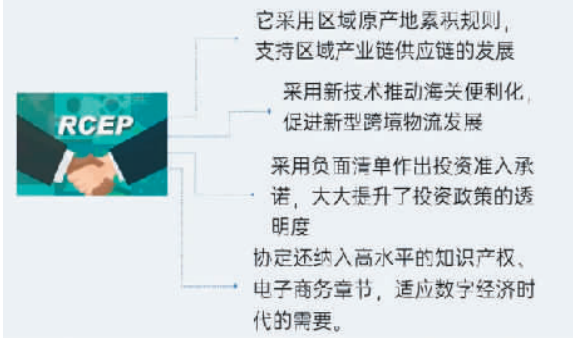 它采用区域原产地累积规则，
支持区域产业链供应链的发展
采用新技术推动海关便利化，
促进新型跨境物流发展
RCEP
采用负面清单作出投资准入承
诺，大大提升了投资政策的透
明度
协定还纳入高水平的知识产权、
电子商务章节，适应数字经济时
代的需要。